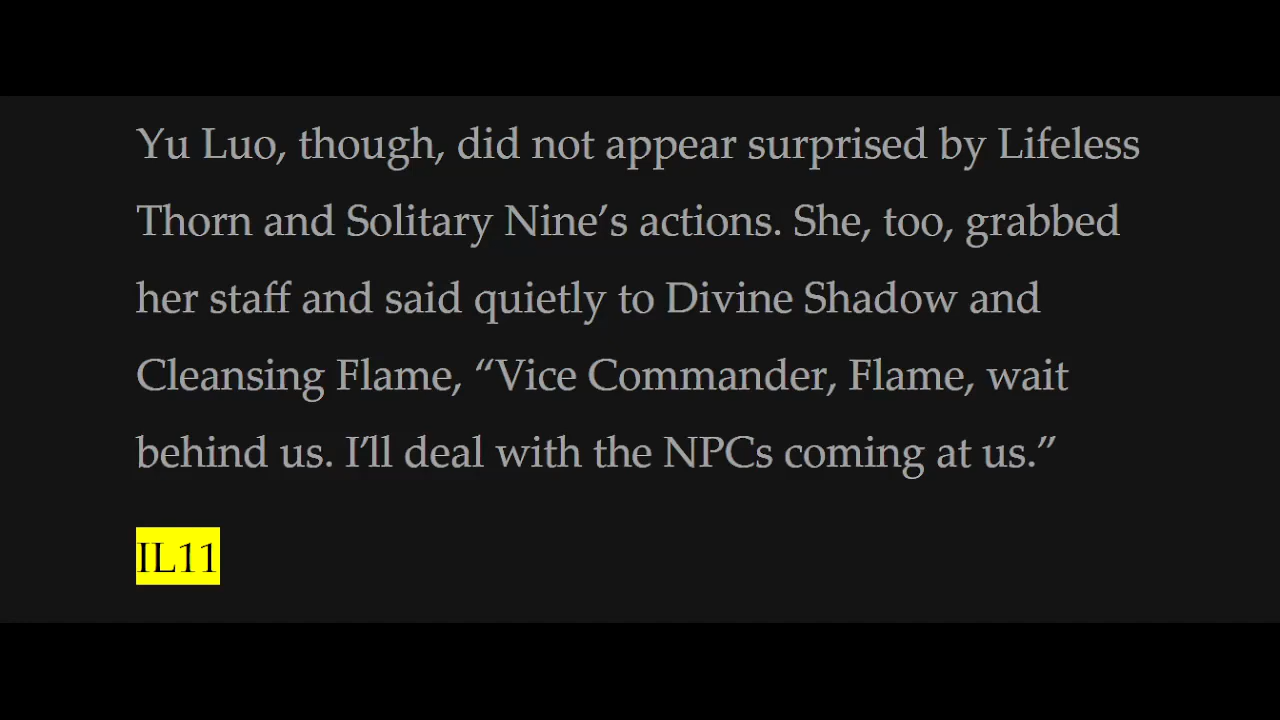 Yu Luo, though, did not appear surprised by Lifeless
Thorn and Solitary Nine’s actions. She, too, grabbed
her staff and said quietly to Divine Shadow and
Cleansing Flame, “Vice Commander, Flame, wait
behind us. I’ll deal with the NPCs coming at us.”
IL11